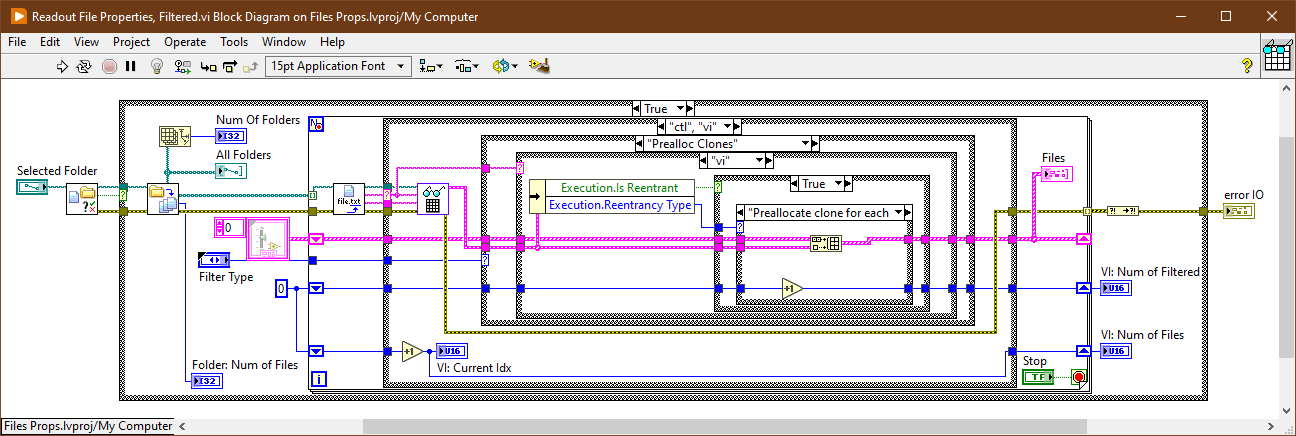 Readout File Properties, Filtered.vi Block Diagram on Files Props.lvproj/My Computer
File Edit View Project Operate Tools Window Help
15pt Application Font
?
True
Num Of Folders
I32
N
"ctl", "vi"
"Prealloc Clones"
All Folders
"vi"
Files
Selected Folder
?
Execution.Is Reentrant
True
file.txt
Execution.Reentrancy Type
error IO
"Preallocate clone for each
?! →?!
0
Filter Type
VI: Num of Filtered
0
+1
U16
VI: Num of Files
+1
U16
U16
Folder: Num of Files
VI: Current Idx
Stop
I32
i
TF
Files Props.lvproj/My Computer